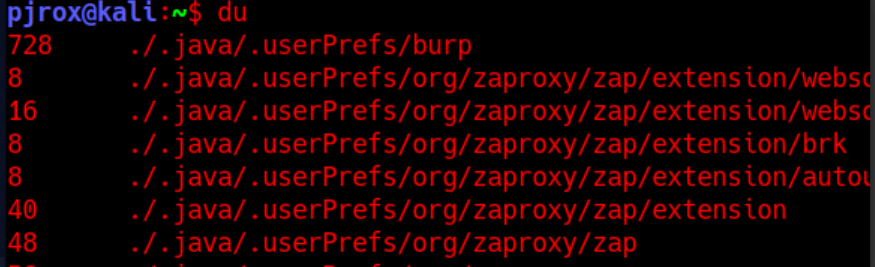 pjrox@kali:~$ du
728 ./.java/.userPrefs/burp
8 ./.java/.userPrefs/org/zaproxy/zap/extension/webso
16 ./.java/.userPrefs/org/zaproxy/zap/extension/webso
8 ./.java/.userPrefs/org/zaproxy/zap/extension/brk
8 ./.java/.userPrefs/org/zaproxy/zap/extension/autou
40 ./.java/.userPrefs/org/zaproxy/zap/extension
48 ./.java/.userPrefs/org/zaproxy/zap